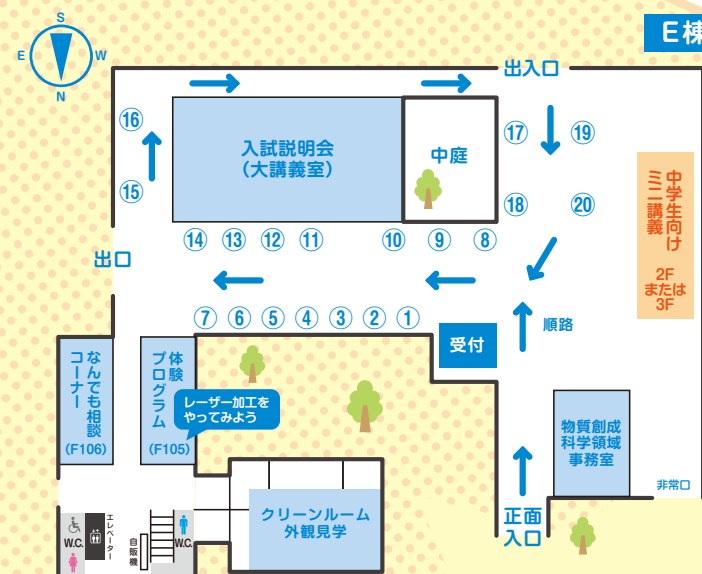 S
E
W
N
E棟
出入口
⑯
⑮
入試説明会
（大講義室）
中庭
⑰
⑲
⑱
⑳
中学生向け
ミニ講義
2F
または
3F
⑭
⑬
⑫
⑪
⑩
⑨
⑧
出口
⑦
⑥
⑤
④
③
②
①
受付
順路
なんでも相談
コーナー
(F106)
体験
プログラム
(F105)
レーザー加工を
やってみよう
物質創成
科学領域
事務室
非常口
正面
入口
クリーンルーム
外観見学
W.C.
エレベーター
自販機
W.C.